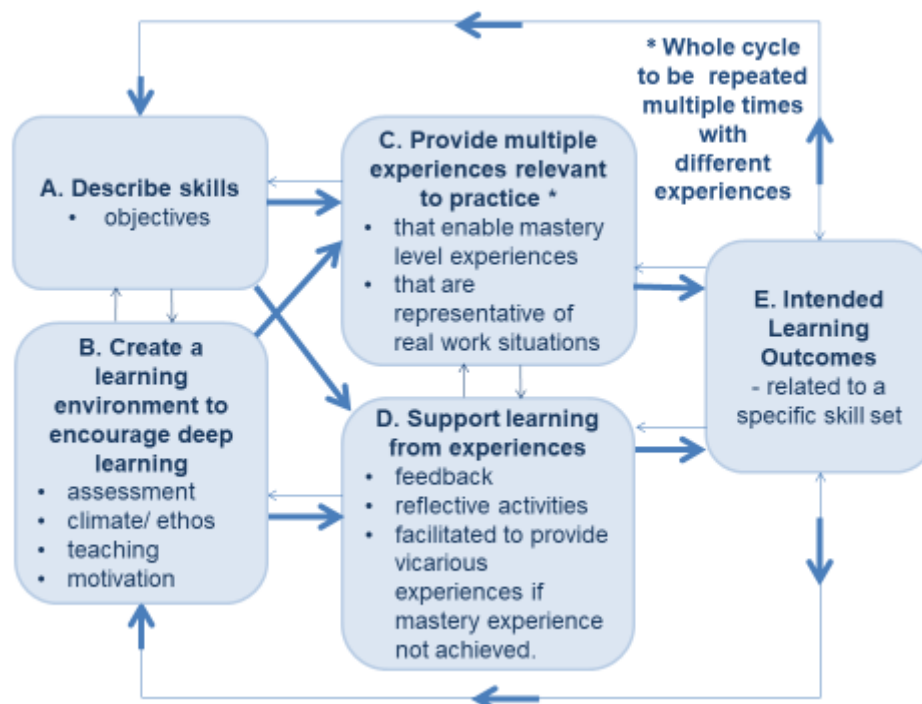 * Whole cycle
to be repeated
multiple times
with
different
experiences
A. Describe skills
• objectives
B. Create a
learning
environment to
encourage deep
learning
• assessment
• climate/ ethos
• teaching
• motivation
C. Provide multiple
experiences relevant
to practice *
• that enable mastery
level experiences
• that are
representative of
real work situations
D. Support learning
from experiences
• feedback
• reflective activities
• facilitated to provide
vicarious
experiences if
mastery experience
not achieved.
E. Intended
Learning
Outcomes
- related to a
specific skill set